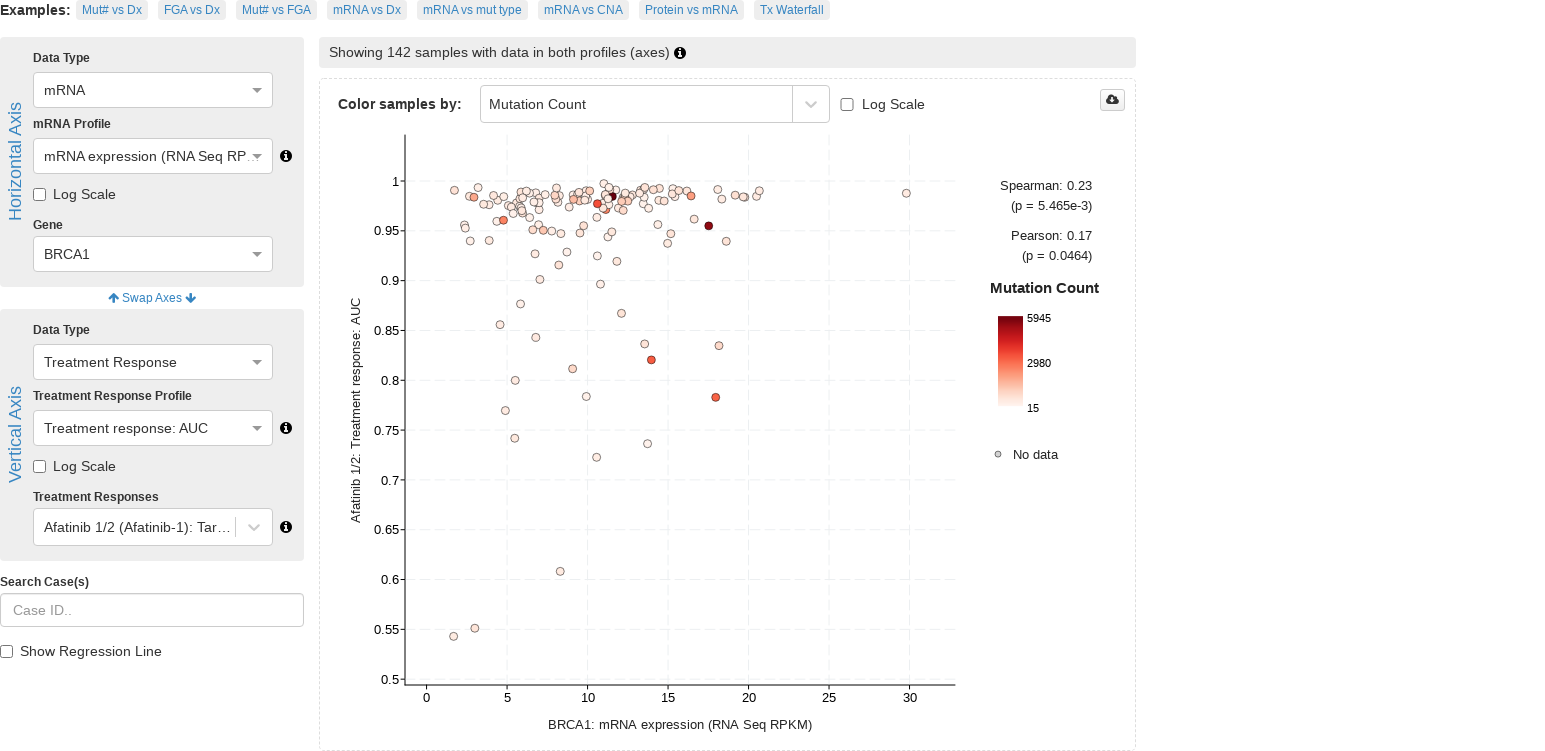 Examples: Mut# vs Dx FGA vs Dx Mut# vs FGA mRNA vs Dx mRNA vs mut type mRNA vs CNA Protein vs mRNA Tx Waterfall
Horizontal Axis
Data Type
mRNA
mRNA Profile
mRNA expression (RNA Seq RP…
Log Scale
Gene
BRCA1
Swap Axes
Vertical Axis
Data Type
Treatment Response
Treatment Response Profile
Treatment response: AUC
Log Scale
Treatment Responses
Afatinib 1/2 (Afatinib-1): Tar…
Search Case(s)
Case ID..
Show Regression Line
Showing 142 samples with data in both profiles (axes)
Color samples by: Mutation Count Log Scale
Afatinib 1/2: Treatment response: AUC
1
0.95
0.9
0.85
0.8
0.75
0.7
0.65
0.6
0.55
0.5
0 5 10 15 20 25 30
BRCA1: mRNA expression (RNA Seq RPKM)
Spearman: 0.23
(p = 5.465e-3)
Pearson: 0.17
(p = 0.0464)
Mutation Count
5945
2980
15
No data